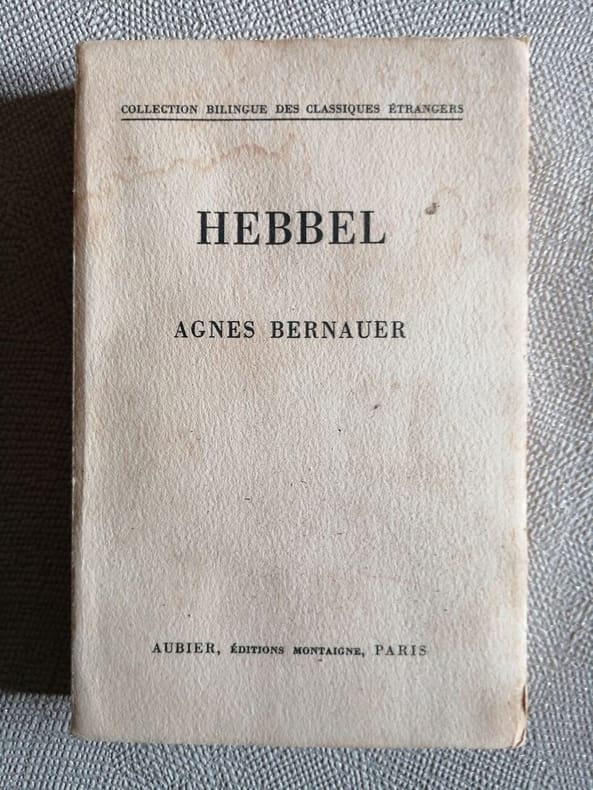 COLLECTION BILINGUE DES CLASSIQUES ÉTRANGERS
HEBBEL
AGNES BERNAUER
AUBIER, ÉDITIONS MONTAIGNE, PARIS